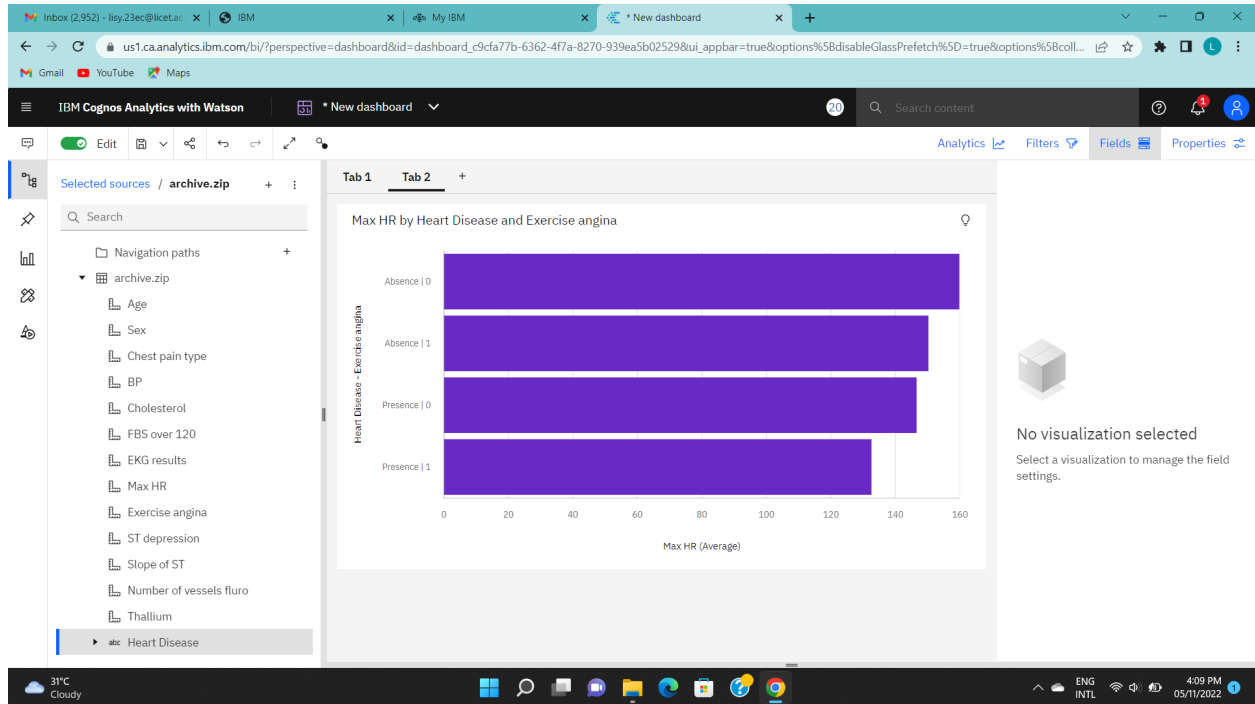 Inbox (2,952) - lisy.23ec@licet.ac
IBM
My IBM
* New dashboard
us1.ca.analytics.ibm.com/bi/?perspective=dashboard&id=dashboard_c9cfa77b-6362-4f7a-8270-939ea5b02529&ui_appbar=true&options%5BdisableGlassPrefetch%5D=true&options%5Bcoll...
L
Gmail
YouTube
Maps
IBM Cognos Analytics with Watson
* New dashboard
20
Search content
1
Edit
Analytics
Filters
Fields
Properties
Selected sources / archive.zip
Tab 1
Tab 2
Search
Navigation paths
archive.zip
Age
Sex
Chest pain type
BP
Cholesterol
FBS over 120
EKG results
Max HR
Exercise angina
ST depression
Slope of ST
Number of vessels fluro
Thallium
abc Heart Disease
Max HR by Heart Disease and Exercise angina
Heart Disease - Exercise angina
Absence | 0
Absence | 1
Presence | 0
Presence | 1
0 20 40 60 80 100 120 140 160
Max HR (Average)
No visualization selected
Select a visualization to manage the field
settings.
31°C
Cloudy
ENG
INTL
4:09 PM
05/11/2022
1